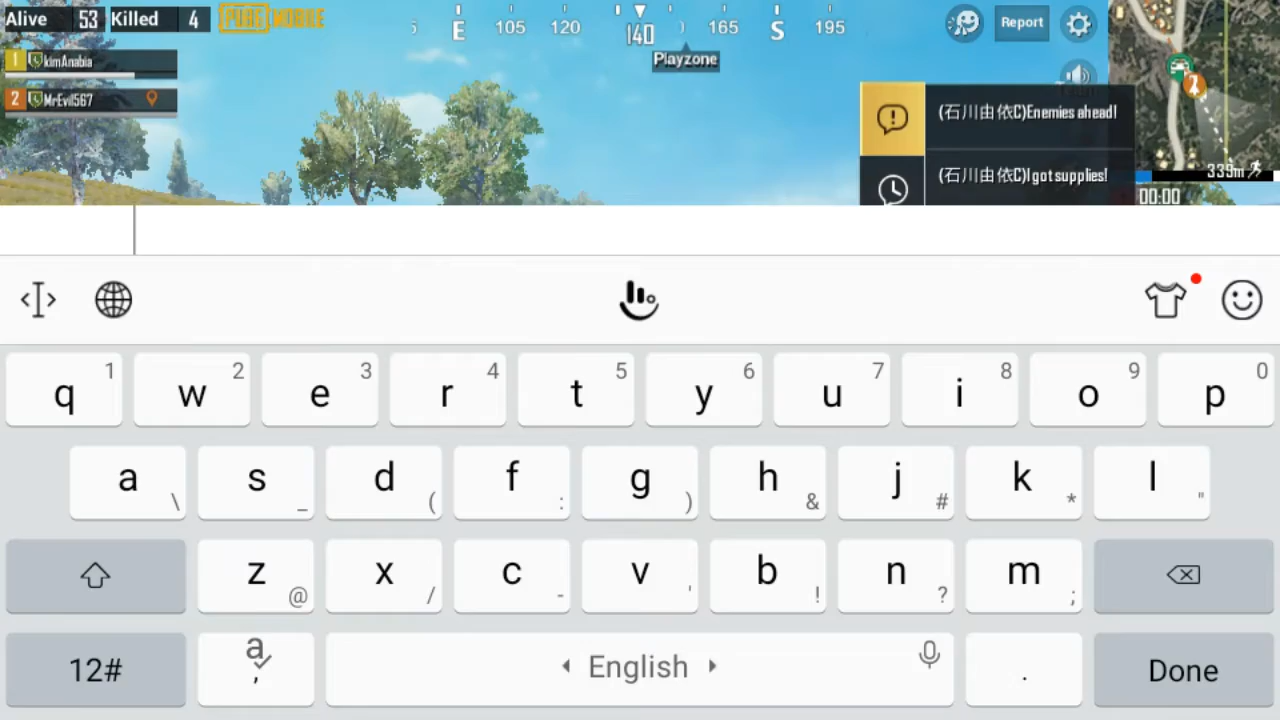 Alive 53 Killed 4 PUBG MOBILE
E 105 120 140 165 S 195
Playzone
Report
1 kimAnabia
2 MrEvil567
(石川由依C)Enemies ahead!
(石川由依C)I got supplies!
2
339m
00:00
q 1 w 2 e 3 r 4 t 5 y 6 u 7 i 8 o 9 p 0
a \ s _ d ( f : g ) h & j # k * l "
z @ x / c - v ' b ! n ? m ;
12# a , English . Done